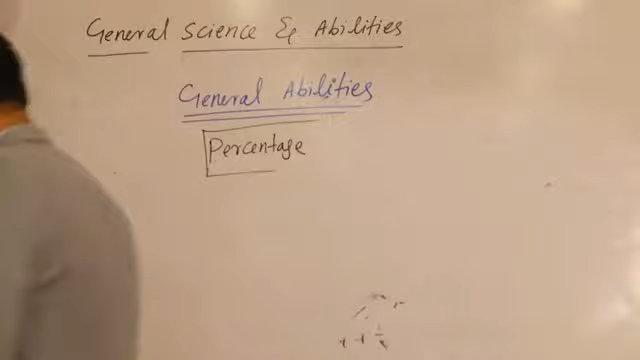 General Science & Abilities
General Abilities
Percentage